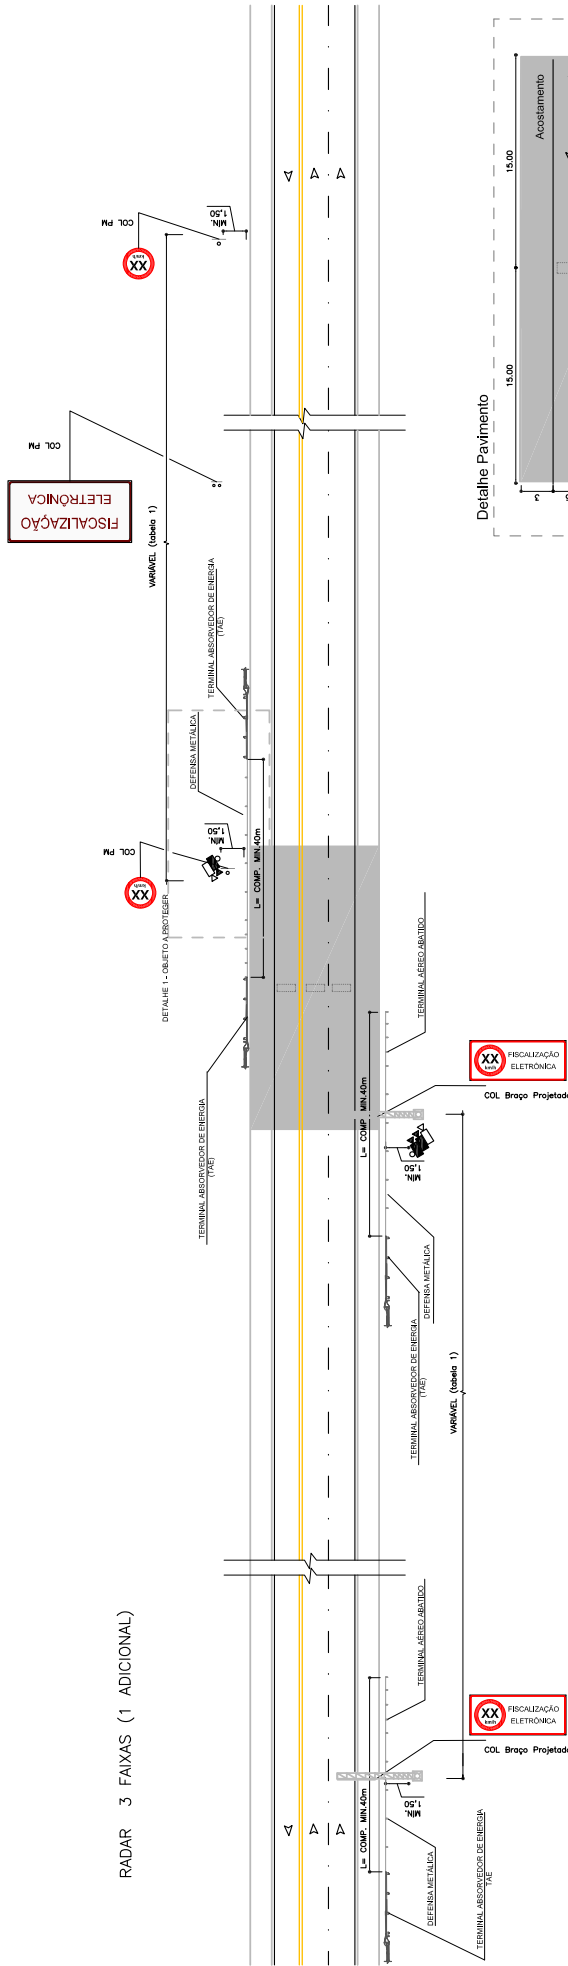 COL PM
XX
km/h
MIN.
1,50
COL PM
FISCALIZAÇÃO
ELETRÔNICA
VARIÁVEL (tabela 1)
TERMINAL ABSORVEDOR DE ENERGIA
(TAE)
DEFENSA METÁLICA
COL PM
XX
km/h
MIN.
1,50
L= COMP. MIN.40m
DETALHE 1 - OBJETO A PROTEGER
TERMINAL ABSORVEDOR DE ENERGIA
(TAE)
Detalhe Pavimento
15.00
15.00
Acostamento
3
TERMINAL AÉREO ABATIDO
L= COMP. MIN.40m
XX
km/h
FISCALIZAÇÃO
ELETRÔNICA
COL Braço Projetado
MIN.
1,50
DEFENSA METÁLICA
TERMINAL ABSORVEDOR DE ENERGIA
(TAE)
VARIÁVEL (tabela 1)
RADAR 3 FAIXAS (1 ADICIONAL)
TERMINAL AÉREO ABATIDO
XX
km/h
FISCALIZAÇÃO
ELETRÔNICA
COL Braço Projetado
L= COMP. MIN.40m
MIN.
1,50
DEFENSA METÁLICA
TERMINAL ABSORVEDOR DE ENERGIA
TAE